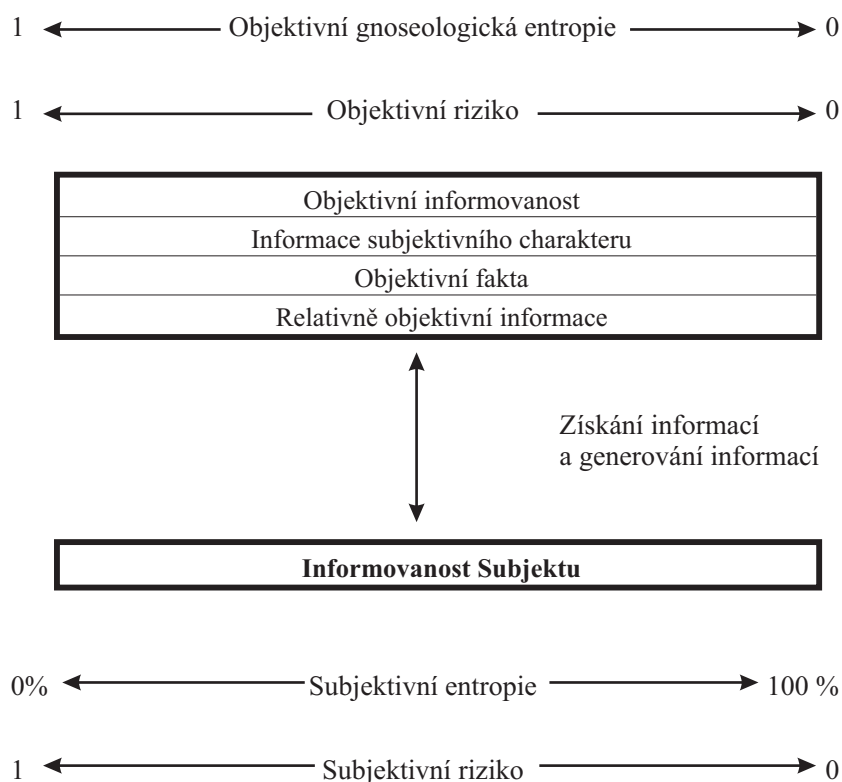 1 Objektivní gnoseologická entropie 0
1 Objektivní riziko 0
Objektivní informovanost
Informace subjektivního charakteru
Objektivní fakta
Relativně objektivní informace
Získání informací
a generování informací
Informovanost Subjektu
0% Subjektivní entropie 100 %
1 Subjektivní riziko 0